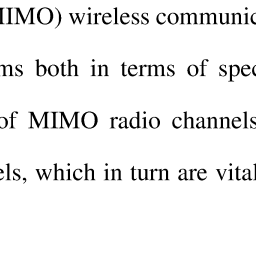 MIMO) wireless communic
ms both in terms of spec
of MIMO radio channels
els, which in turn are vital